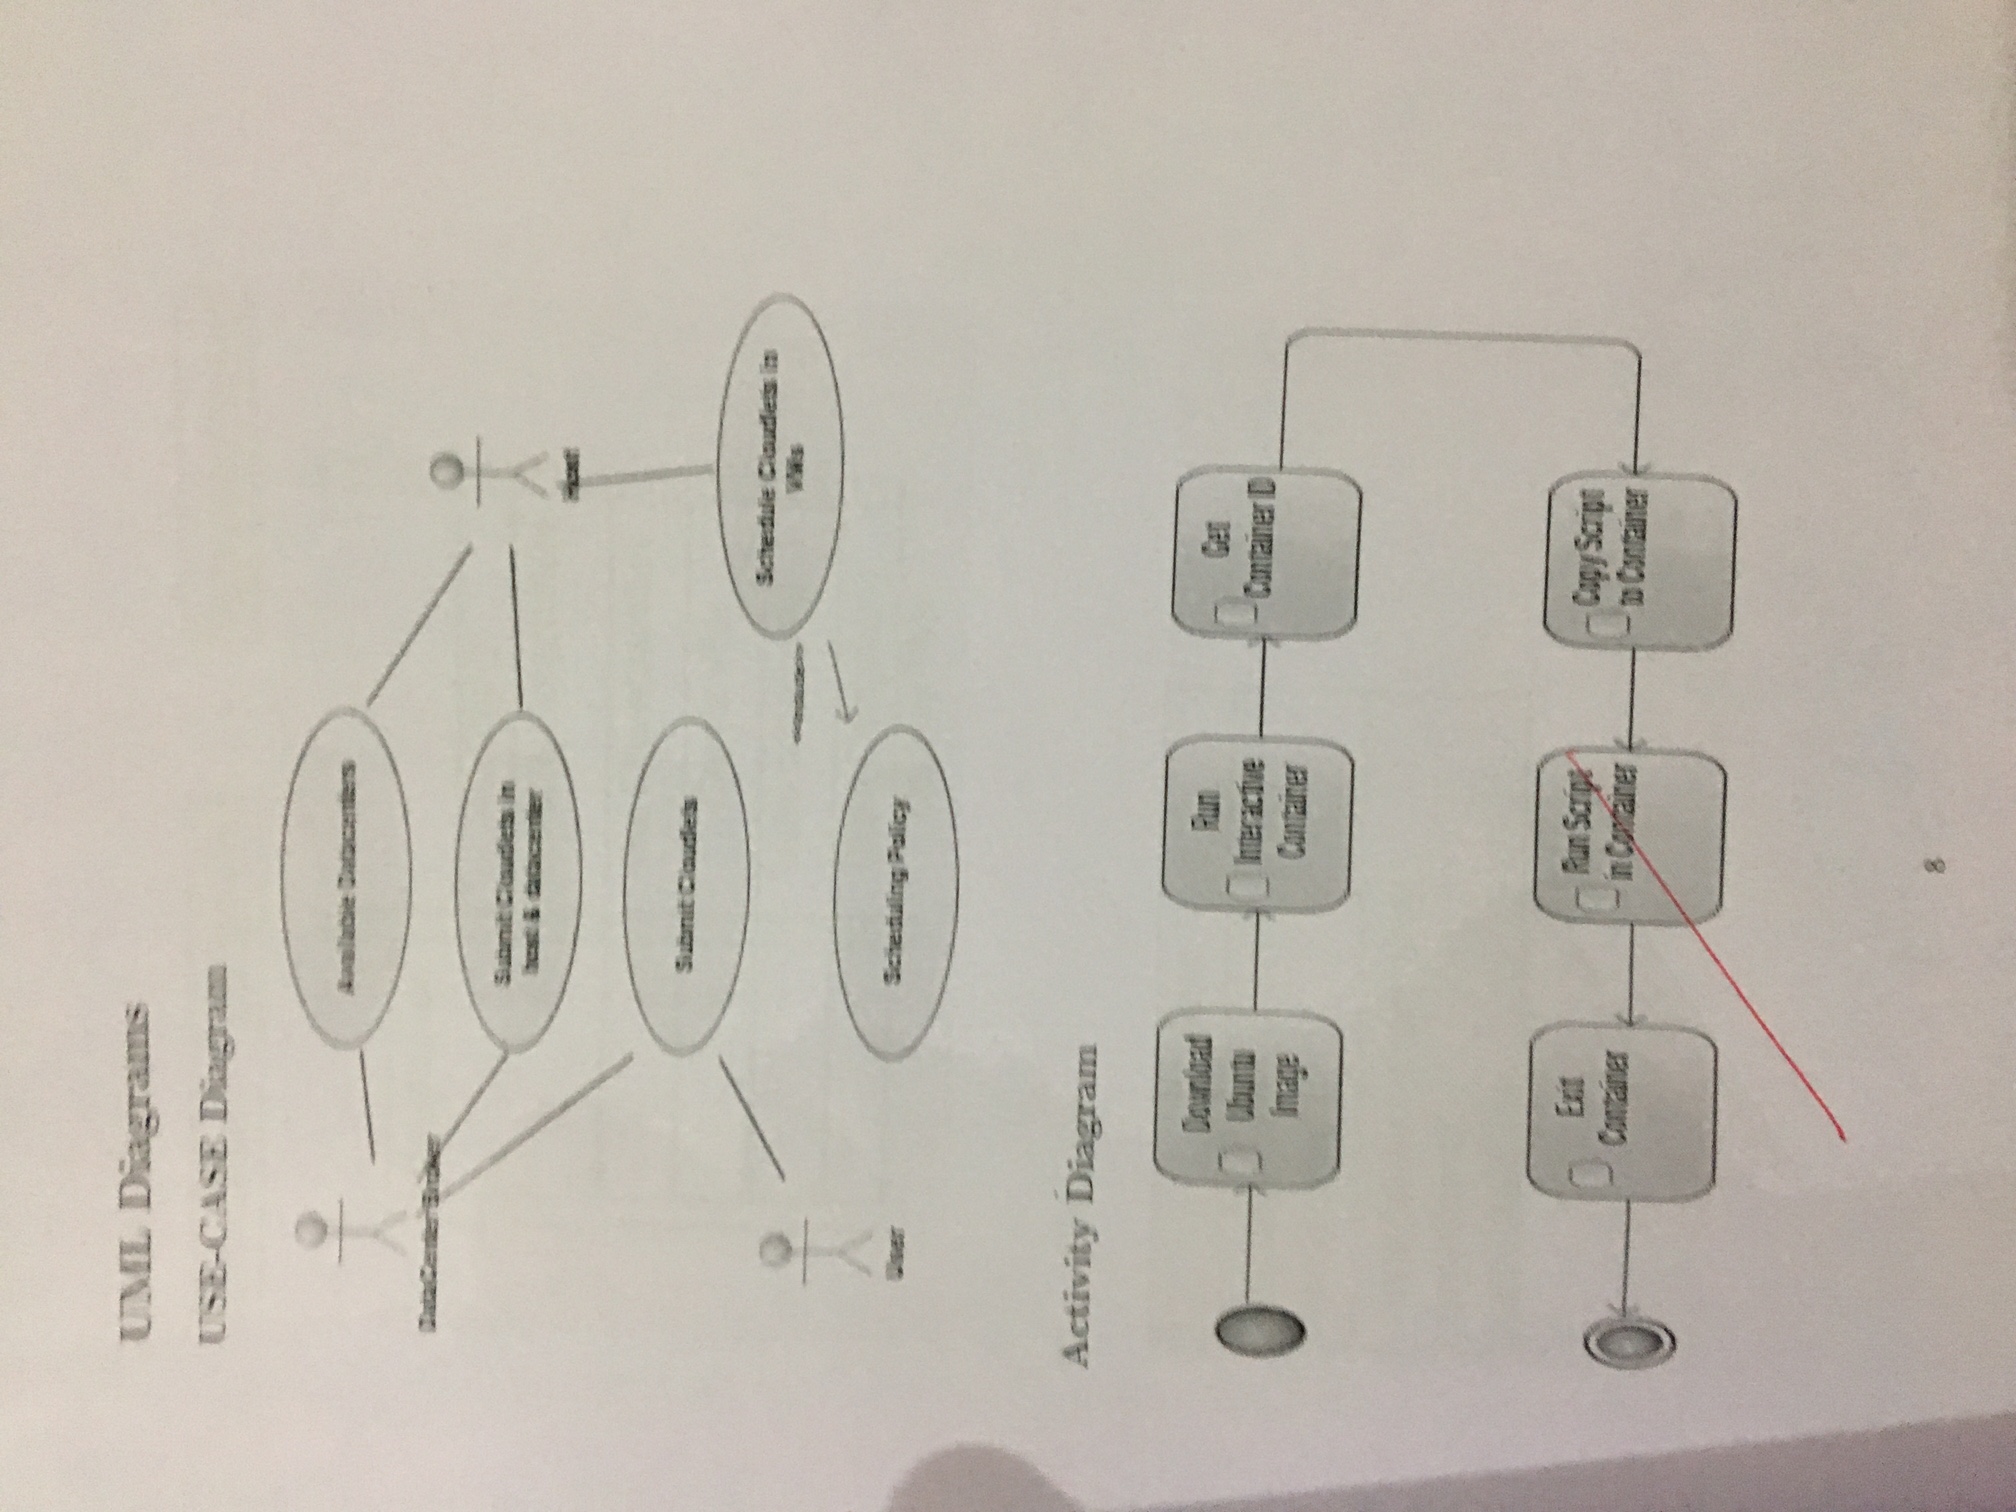 UML Diagrams
USE-CASE Diagram
Available Datacenters
DataCenter Broker
Submit Cloudlets in
host & datacenter
Host
Submit Cloudlets
Schedule Cloudlets in
VMs
User
Scheduling Policy
Activity Diagram
Download
Ubuntu
Image
Run
Interactive
Container
Get
Container ID
Exit
Container
Run Script
in Container
Copy Script
to Container
8